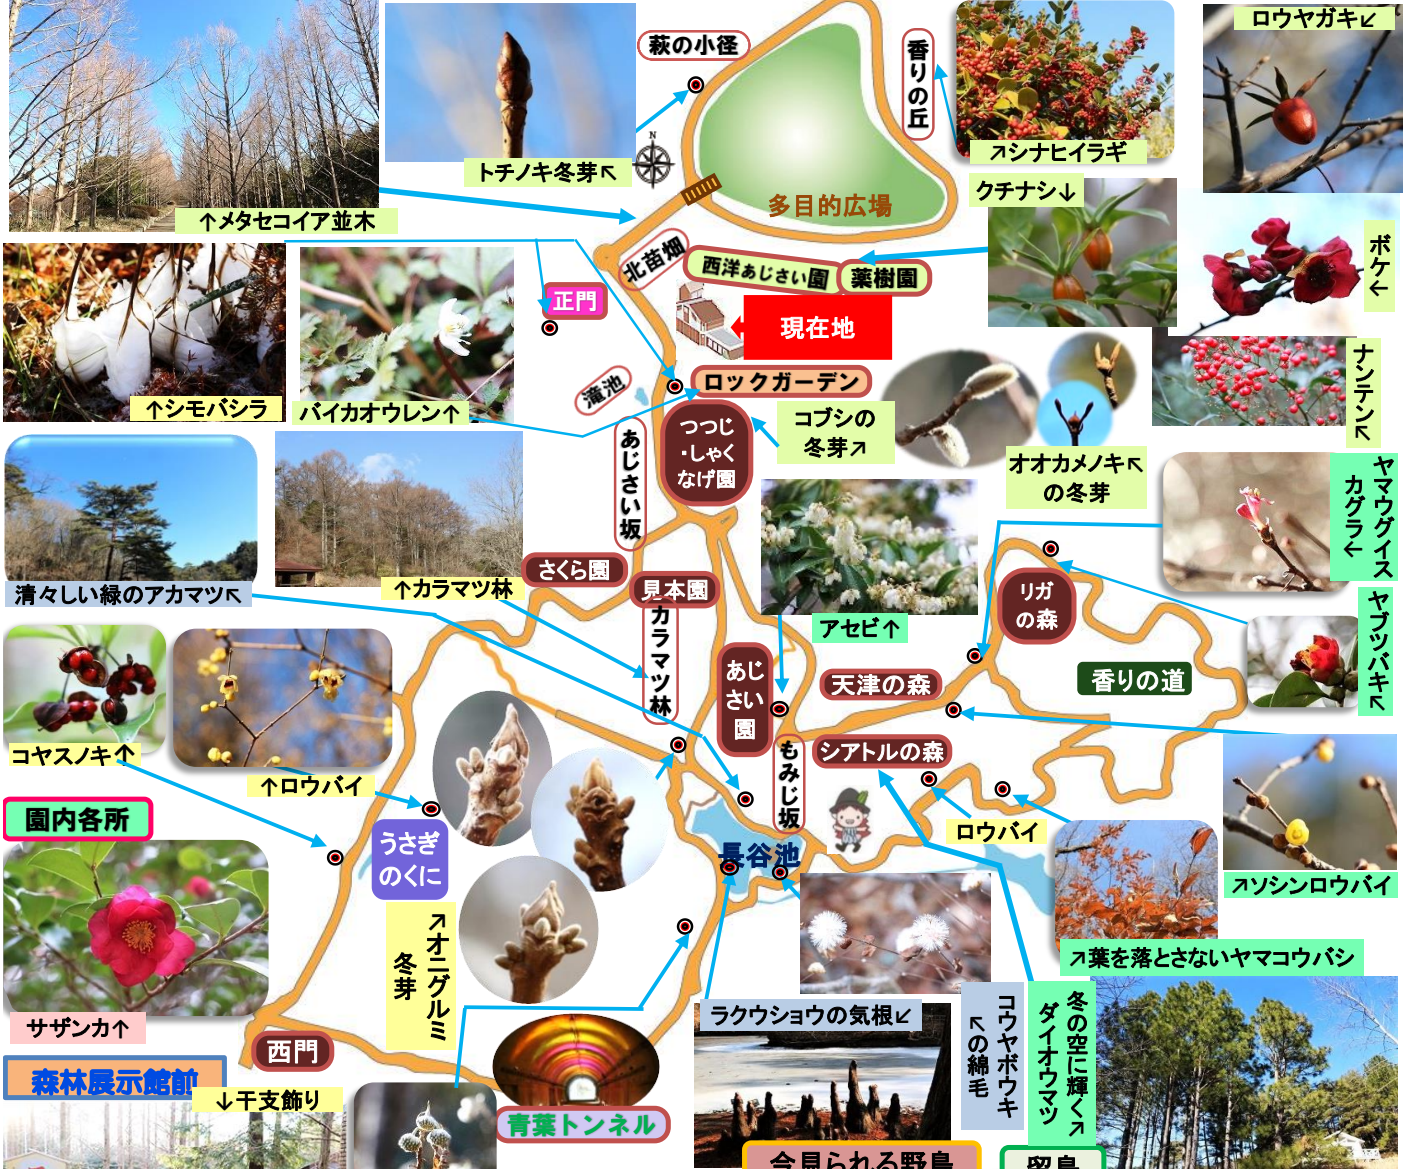 萩の小径
香りの丘
ロウヤガキ↙
トチノキ冬芽↖
N
↗シナヒイラギ
↑メタセコイア並木
多目的広場
クチナシ↓
北苗畑
西洋あじさい園
薬樹園
ボケ←
正門
現在地
ナンテン↖
↑シモバシラ
バイカオウレン↑
滝池
ロックガーデン
つつじ
・しゃく
なげ園
コブシの
冬芽↗
オオカメノキ↖
の冬芽
あじさい坂
ヤマウグイス
カグラ←
清々しい緑のアカマツ↖
↑カラマツ林
さくら園
見本園
カラマツ林
アセビ↑
リガ
の森
ヤブツバキ↖
香りの道
天津の森
あじ
さい
園
シアトルの森
もみじ坂
コヤスノキ↑
↑ロウバイ
園内各所
うさぎ
のくに
ロウバイ
長谷池
↗ソシンロウバイ
↗オニグルミ
冬芽
↗葉を落とさないヤマコウバシ
サザンカ↑
西門
ラクウショウの気根↙
コウヤボウキ
↖の綿毛
冬の空に輝く↗
ダイオウマツ
森林展示館前
↓干支飾り
青葉トンネル
今見られる野鳥
留鳥